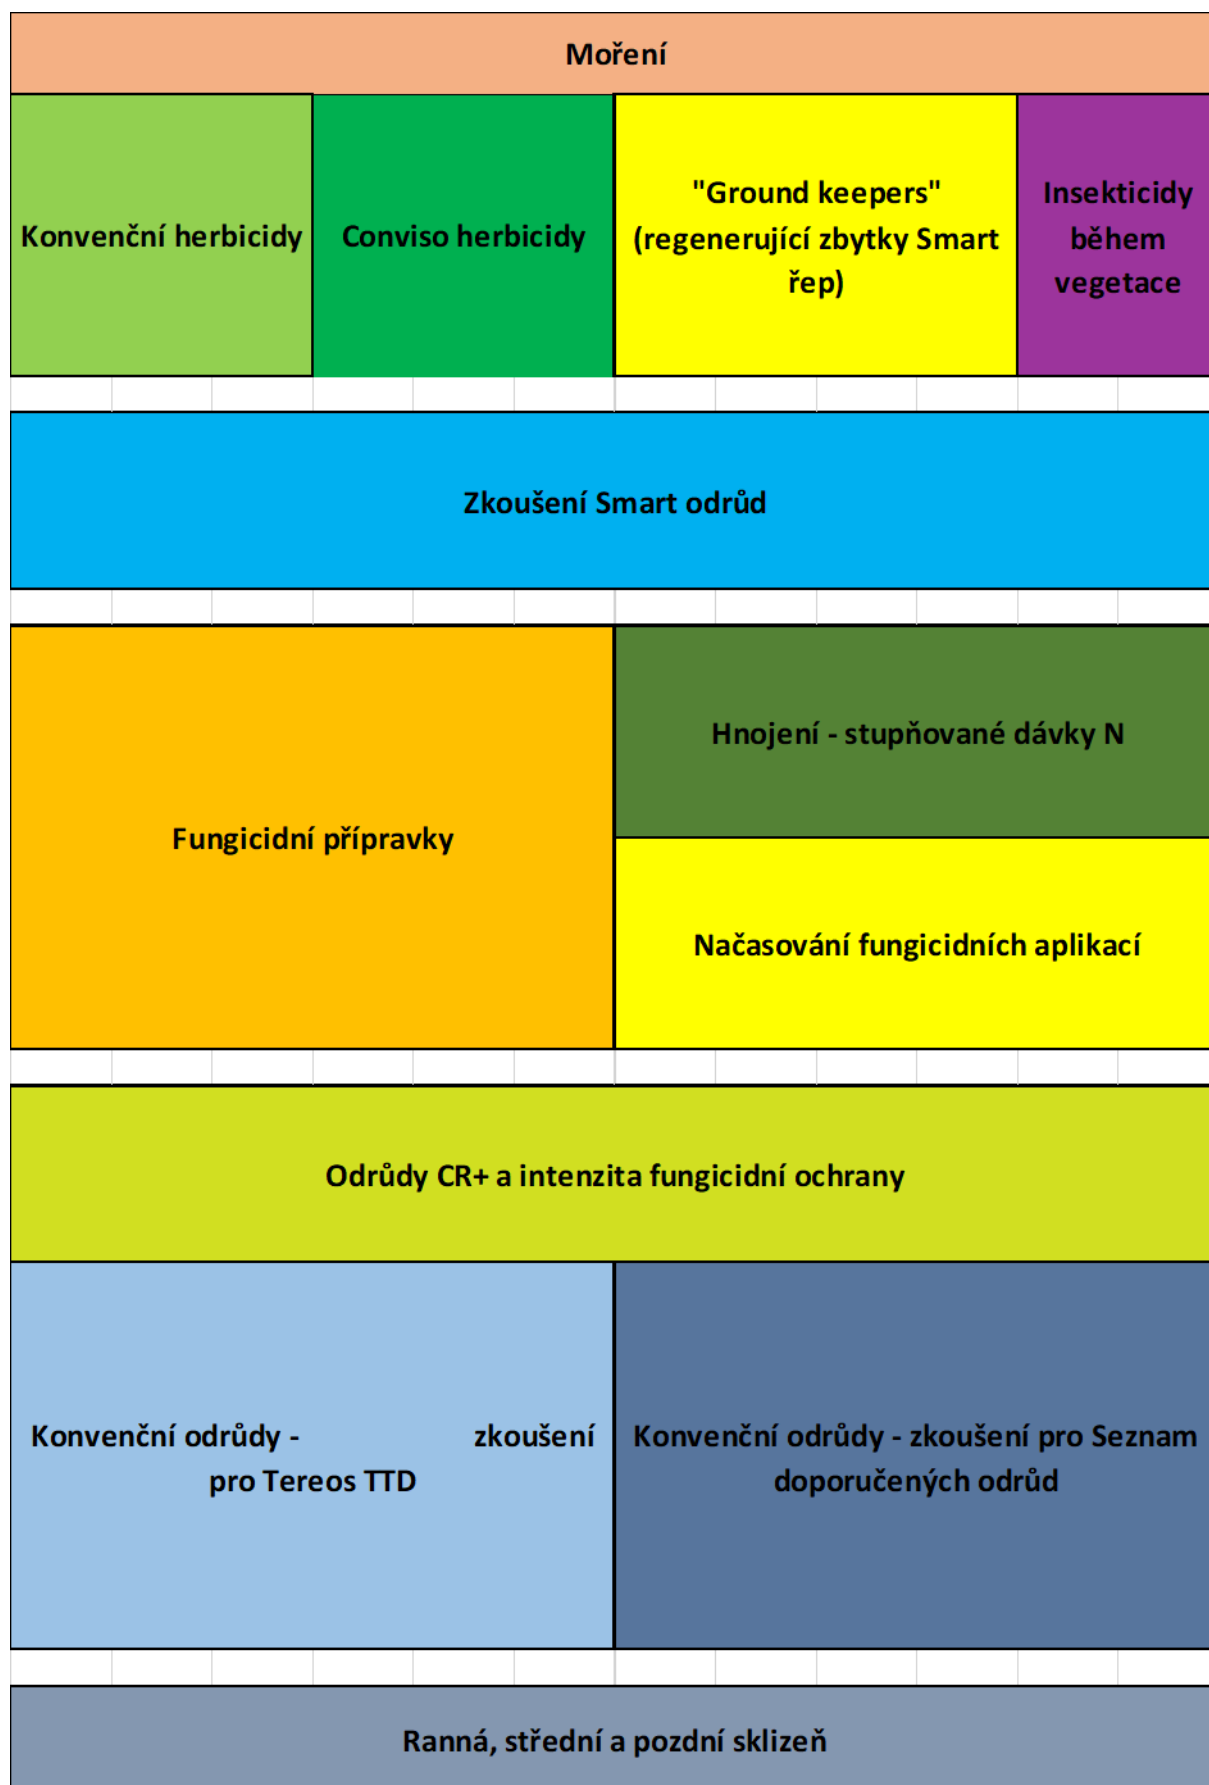 Moření
Konvenční herbicidy
Conviso herbicidy
"Ground keepers"
(regenerující zbytky Smart
řep)
Insekticidy
během
vegetace
Zkoušení Smart odrůd
Fungicidní přípravky
Hnojení - stupňované dávky N
Načasování fungicidních aplikací
Odrůdy CR+ a intenzita fungicidní ochrany
Konvenční odrůdy - zkoušení
pro Tereos TTD
Konvenční odrůdy - zkoušení pro Seznam
doporučených odrůd
Ranná, střední a pozdní sklizeň